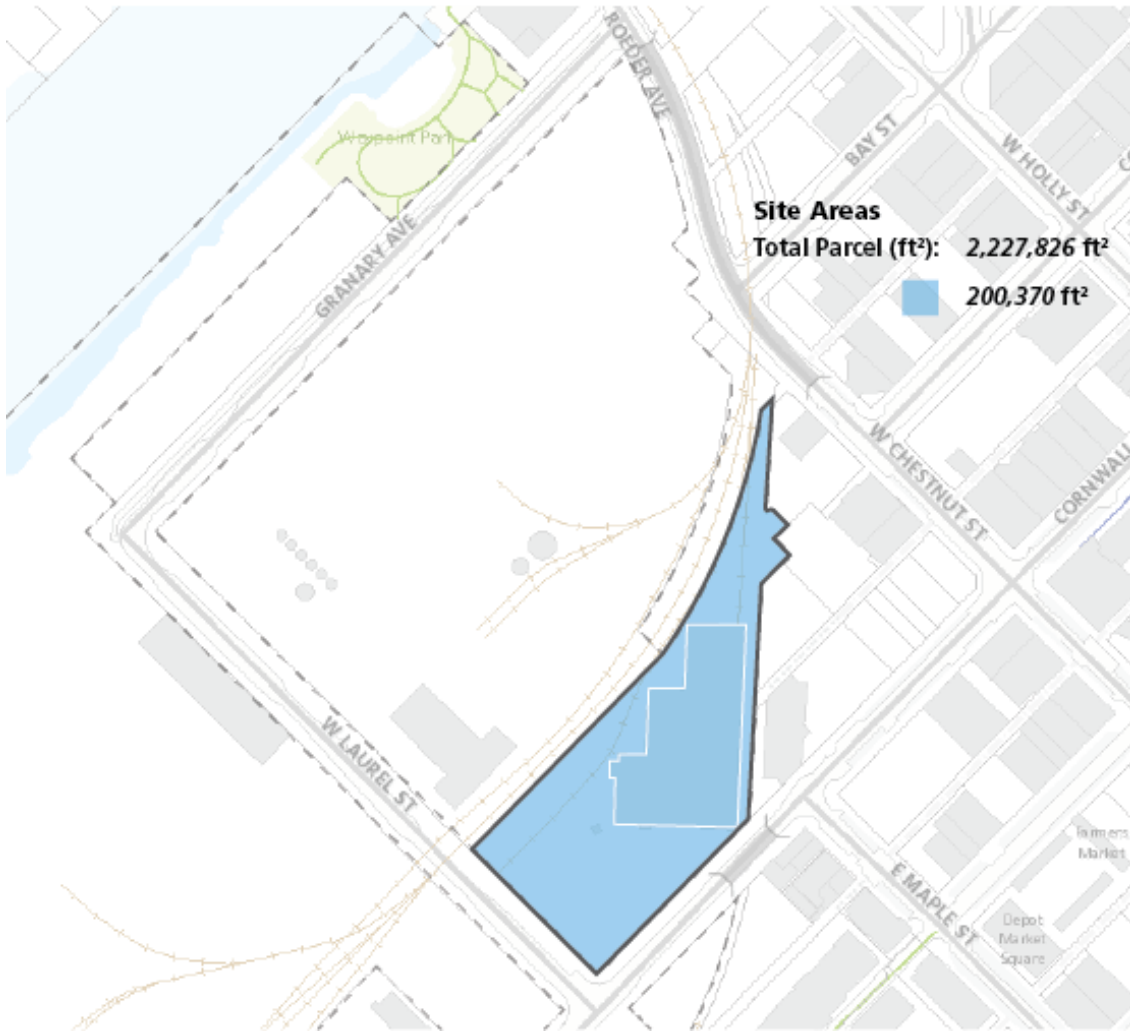 ROEDER AVE
Waypoint Park
BAY ST
W HOLLY ST
Site Areas
Total Parcel (ft²): 2,227,826 ft²
200,370 ft²
GRANARY AVE
W CHESTNUT ST
CORNWALL
W LAUREL ST
Farmers
Market
E MAPLE ST
Depot
Market
Square